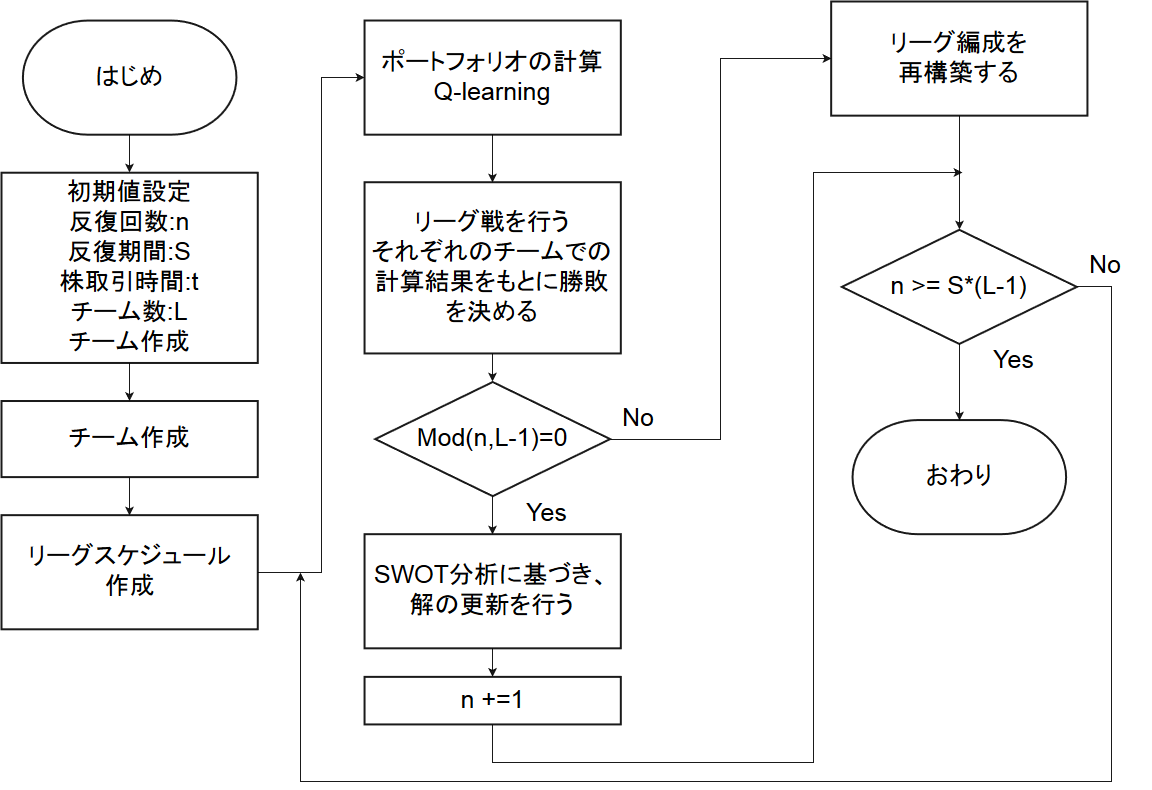 はじめ
初期値設定
反復回数:n
反復期間:S
株取引時間:t
チーム数:L
チーム作成
チーム作成
リーグスケジュール
作成
ポートフォリオの計算
Q-learning
リーグ戦を行う
それぞれのチームでの
計算結果をもとに勝敗
を決める
Mod(n,L-1)=0
No
Yes
SWOT分析に基づき、
解の更新を行う
n +=1
リーグ編成を
再構築する
n >= S*(L-1)
No
Yes
おわり